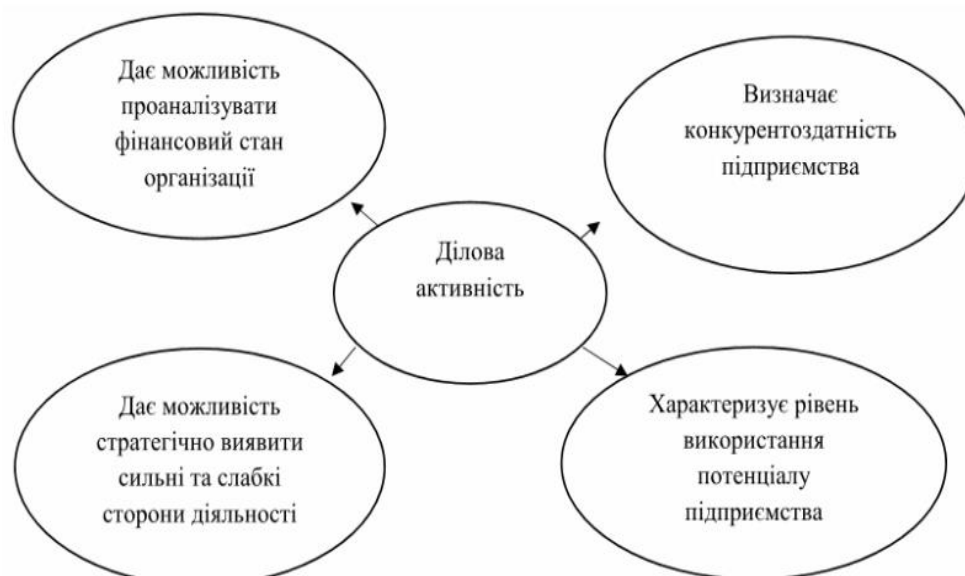 Дає можливість
проаналізувати
фінансовий стан
організації
Визначає
конкурентоздатність
підприємства
Ділова
активність
Дає можливість
стратегічно виявити
сильні та слабкі
сторони діяльності
Характеризує рівень
використання
потенціалу
підприємства